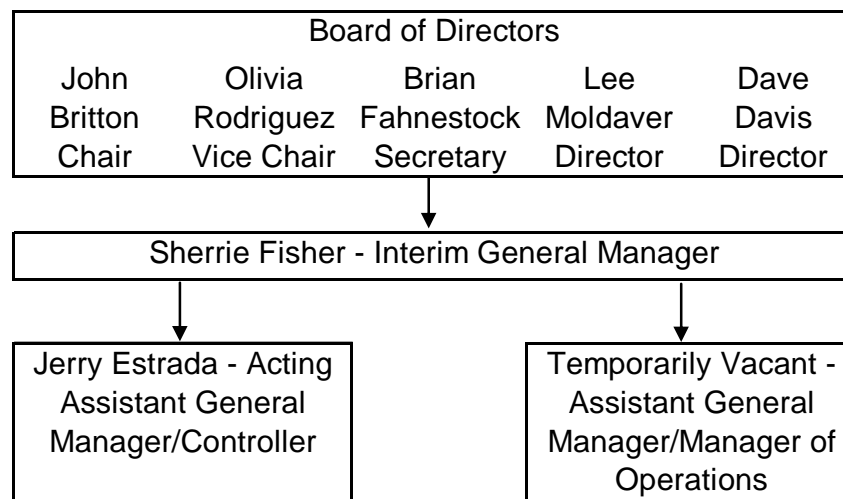 Board of Directors
John Olivia Brian Lee Dave
Britton Rodriguez Fahnestock Moldaver Davis
Chair Vice Chair Secretary Director Director
Sherrie Fisher - Interim General Manager
Jerry Estrada - Acting
Assistant General
Manager/Controller
Temporarily Vacant -
Assistant General
Manager/Manager of
Operations